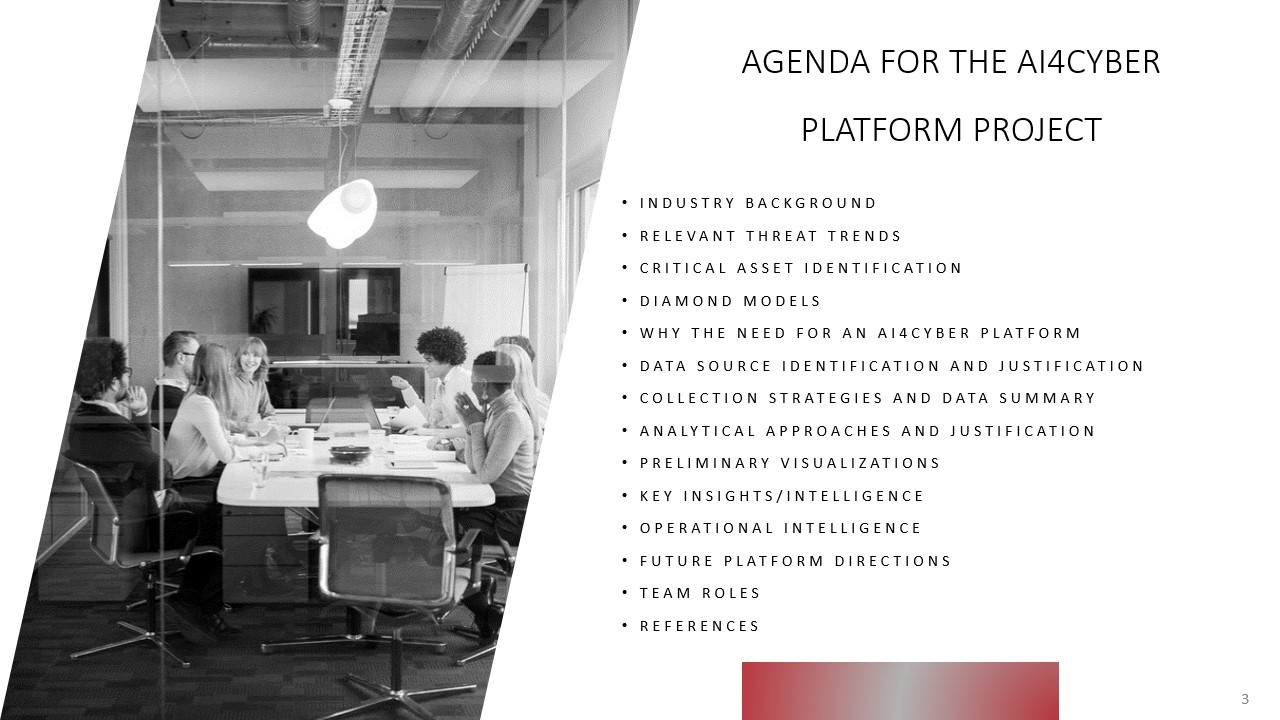 AGENDA FOR THE AI4CYBER
PLATFORM PROJECT
• INDUSTRY BACKGROUND
• RELEVANT THREAT TRENDS
• CRITICAL ASSET IDENTIFICATION
• DIAMOND MODELS
• WHY THE NEED FOR AN AI4CYBER PLATFORM
• DATA SOURCE IDENTIFICATION AND JUSTIFICATION
• COLLECTION STRATEGIES AND DATA SUMMARY
• ANALYTICAL APPROACHES AND JUSTIFICATION
• PRELIMINARY VISUALIZATIONS
• KEY INSIGHTS/INTELLIGENCE
• OPERATIONAL INTELLIGENCE
• FUTURE PLATFORM DIRECTIONS
• TEAM ROLES
• REFERENCES
3